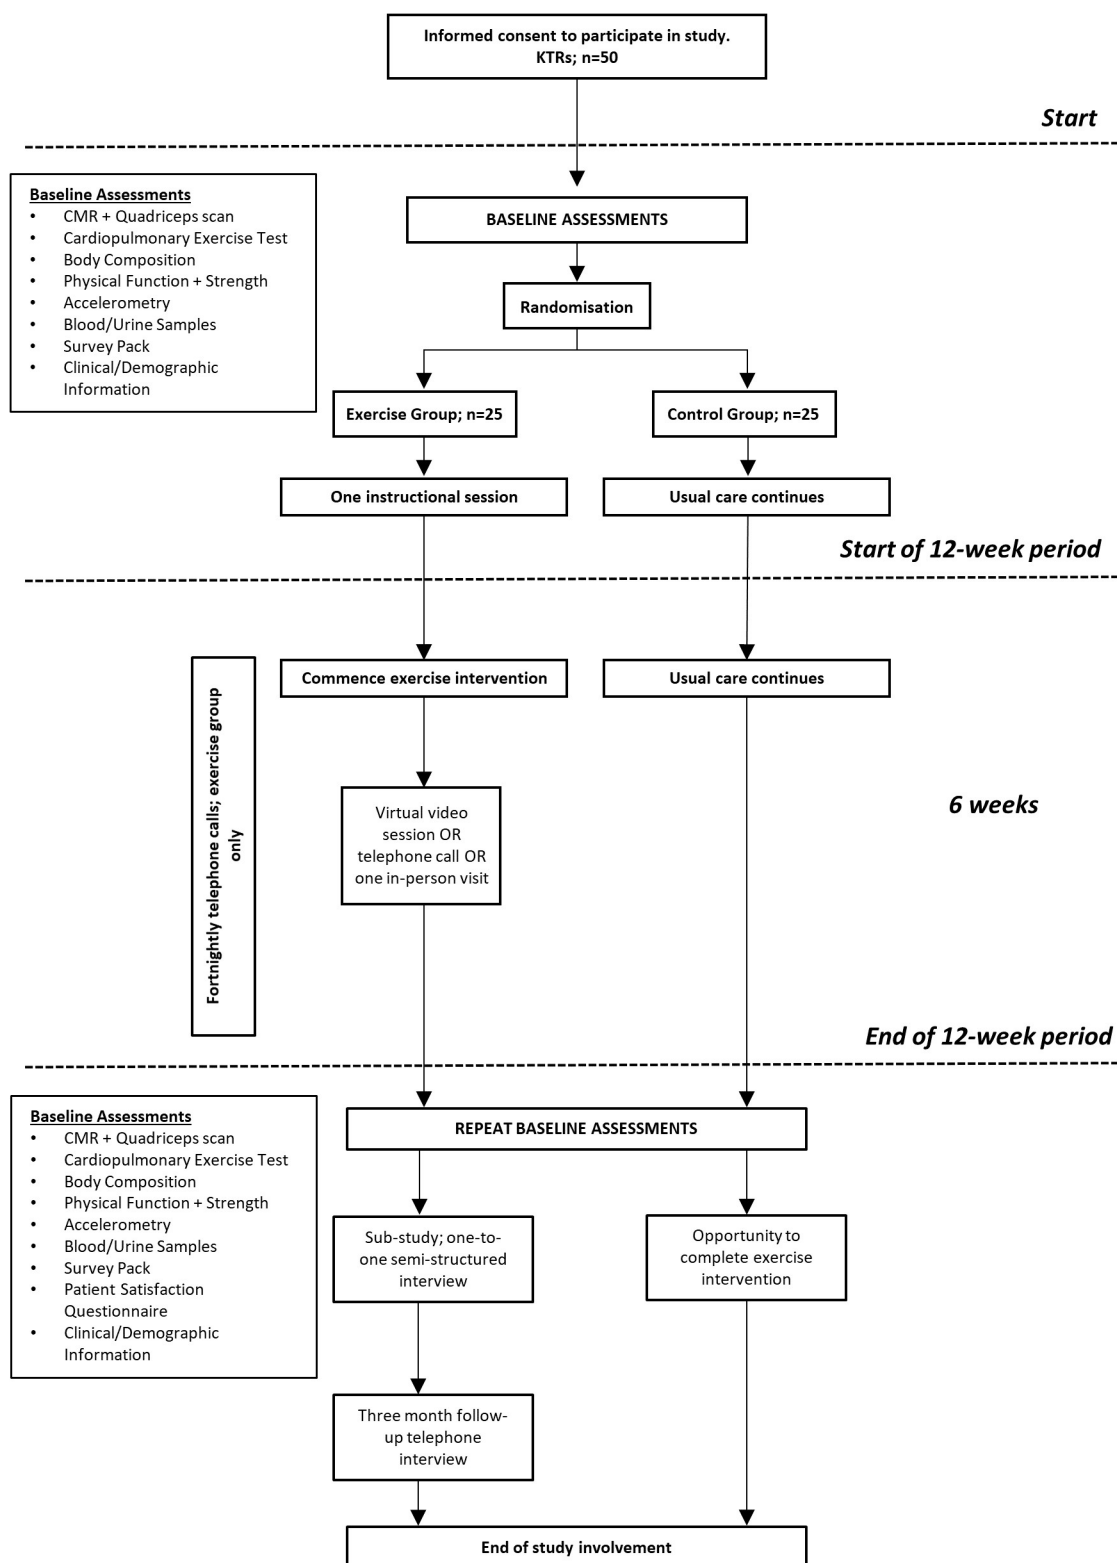 Informed consent to participate in study.
KTRs; n=50
Start
Baseline Assessments
• CMR + Quadriceps scan
• Cardiopulmonary Exercise Test
• Body Composition
• Physical Function + Strength
• Accelerometry
• Blood/Urine Samples
• Survey Pack
• Clinical/Demographic
Information
BASELINE ASSESSMENTS
Randomisation
Exercise Group; n=25
Control Group; n=25
One instructional session
Usual care continues
Start of 12-week period
Fortnightly telephone calls; exercise group
only
Commence exercise intervention
Usual care continues
Virtual video
session OR
telephone call OR
one in-person visit
6 weeks
End of 12-week period
Baseline Assessments
• CMR + Quadriceps scan
• Cardiopulmonary Exercise Test
• Body Composition
• Physical Function + Strength
• Accelerometry
• Blood/Urine Samples
• Survey Pack
• Patient Satisfaction
Questionnaire
• Clinical/Demographic
Information
REPEAT BASELINE ASSESSMENTS
Sub-study; one-to-
one semi-structured
interview
Opportunity to
complete exercise
intervention
Three month follow-
up telephone
interview
End of study involvement